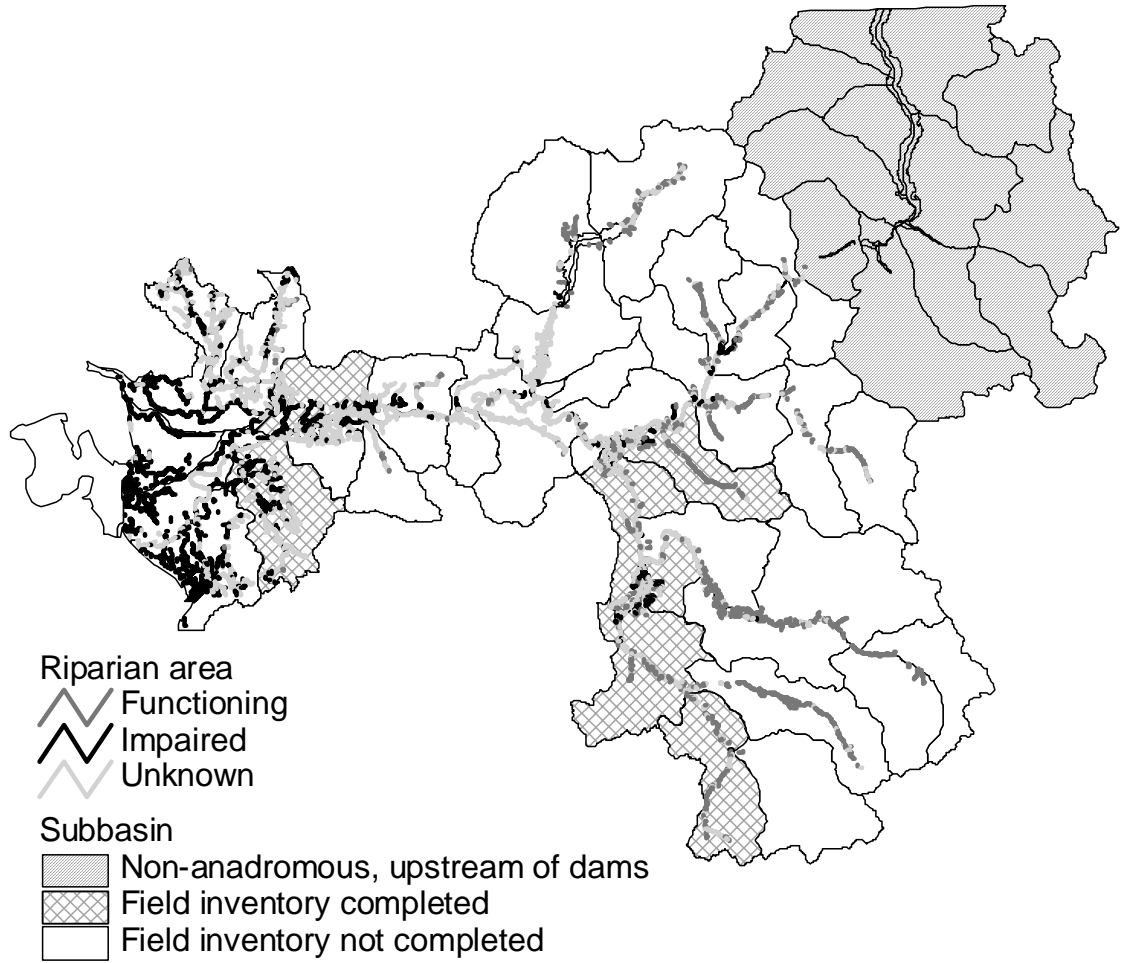 Riparian area
Functioning
Impaired
Unknown
Subbasin
Non-anadromous, upstream of dams
Field inventory completed
Field inventory not completed